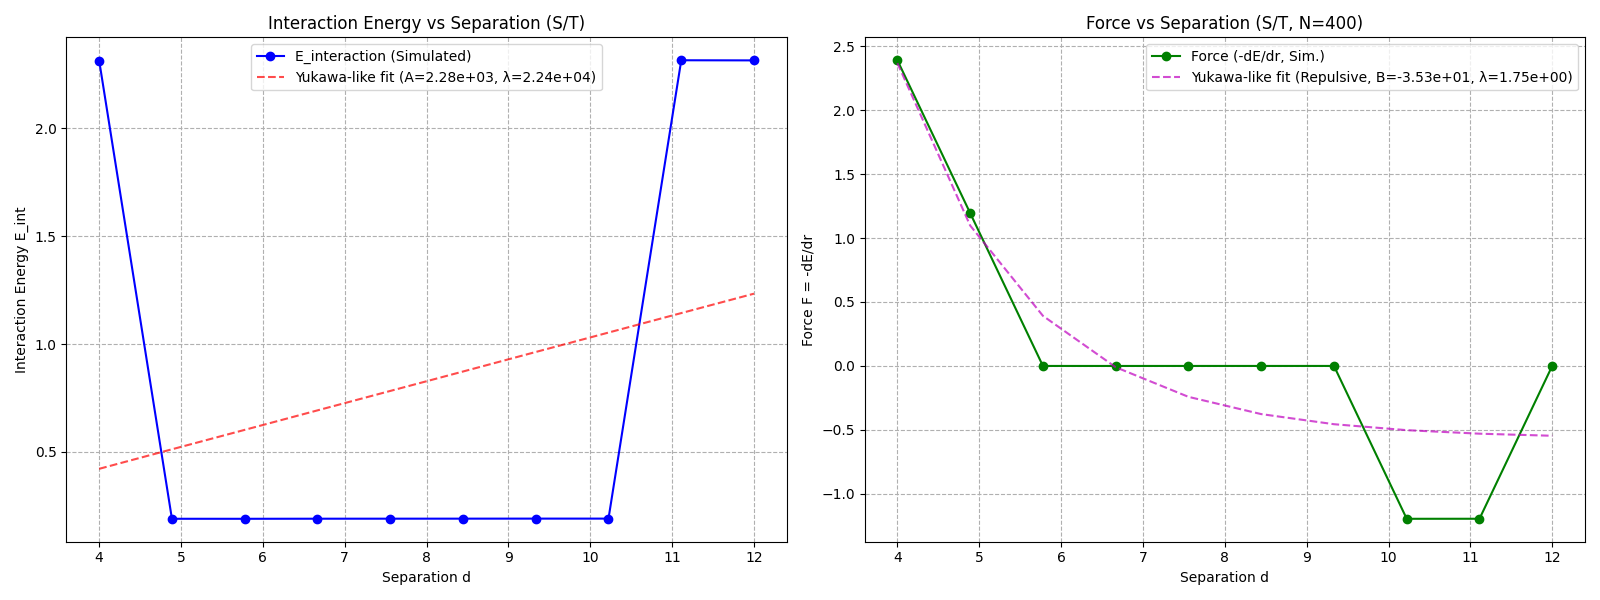 Interaction Energy vs Separation (S/T)
E_interaction (Simulated)
Yukawa-like fit (A=2.28e+03, λ=2.24e+04)
Interaction Energy E_int
2.0
1.5
1.0
0.5
4 5 6 7 8 9 10 11 12
Separation d
Force vs Separation (S/T, N=400)
Force (-dE/dr, Sim.)
Yukawa-like fit (Repulsive, B=-3.53e+01, λ=1.75e+00)
Force F = -dE/dr
2.5
2.0
1.5
1.0
0.5
0.0
−0.5
−1.0
4 5 6 7 8 9 10 11 12
Separation d